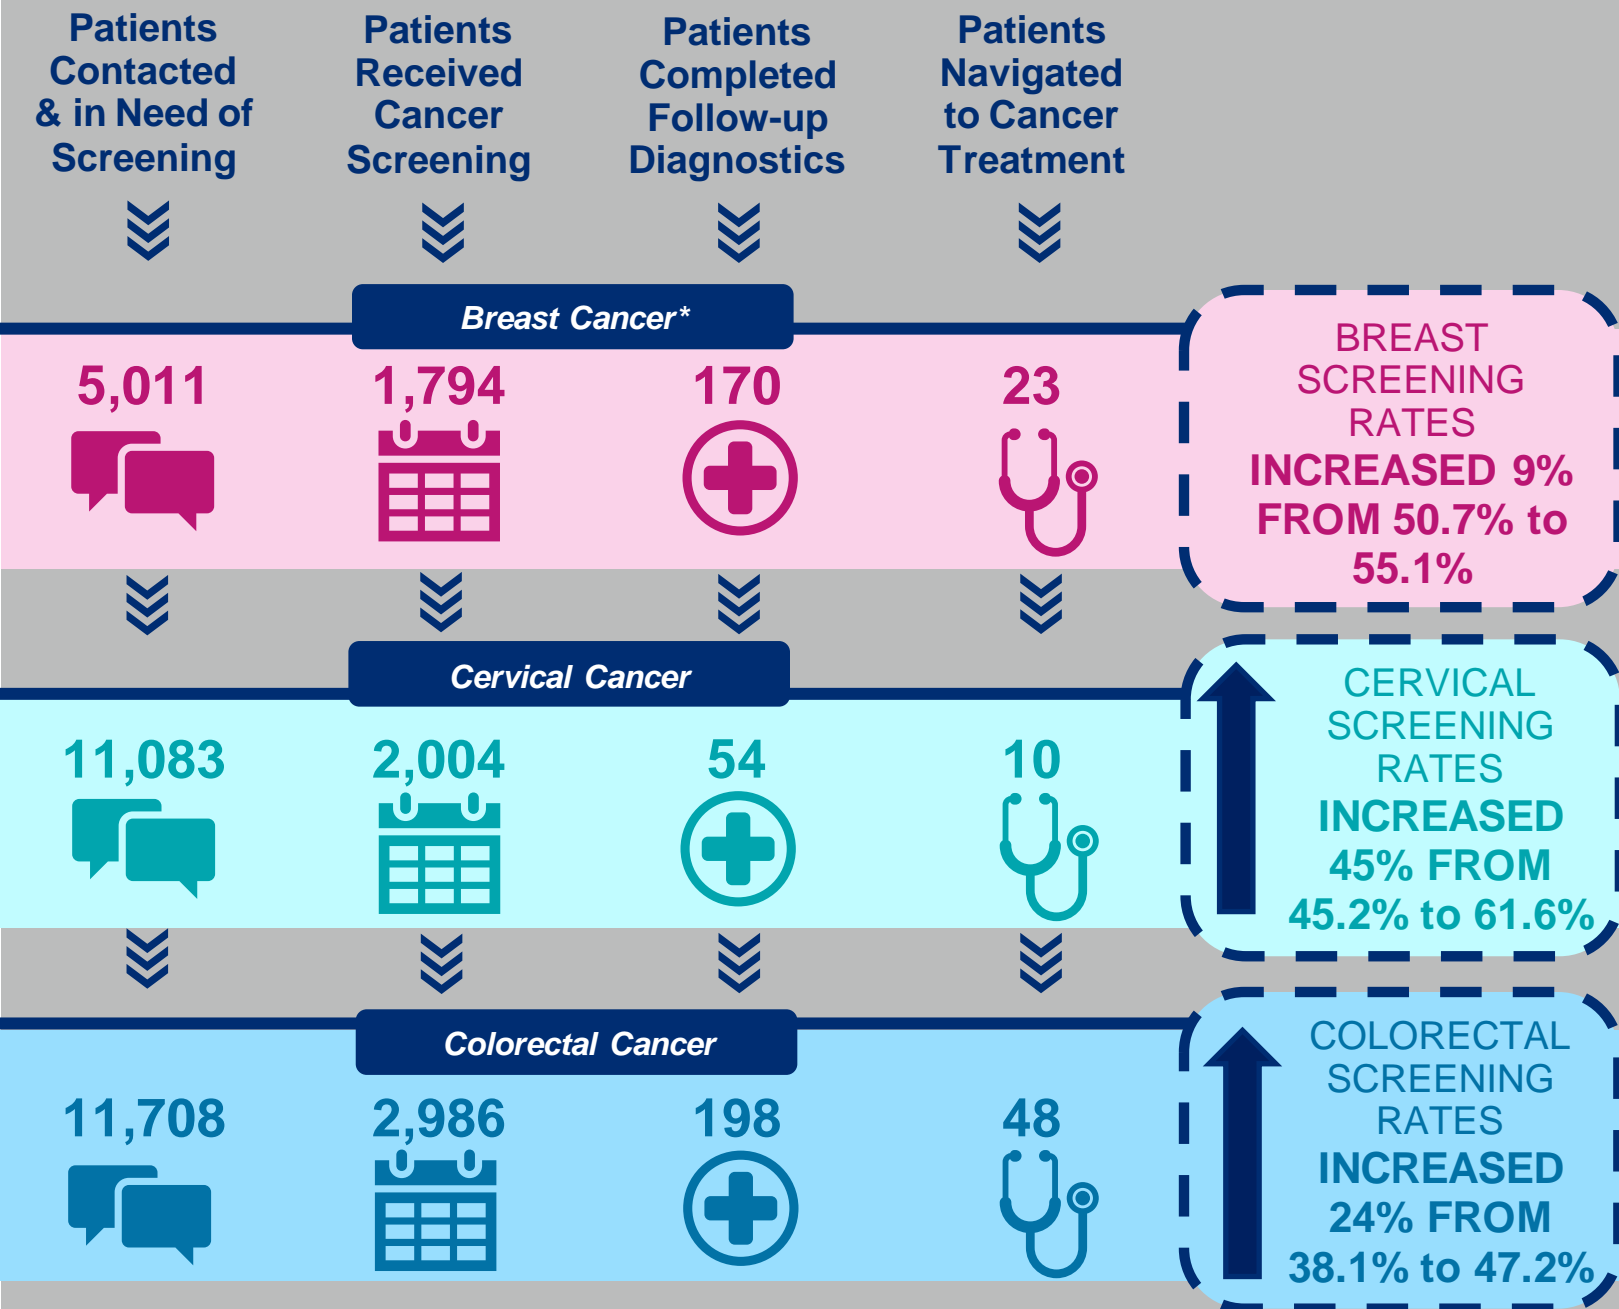 Patients
Contacted
& in Need of
Screening
Patients
Received
Cancer
Screening
Patients
Completed
Follow-up
Diagnostics
Patients
Navigated
to Cancer
Treatment
Breast Cancer*
5,011
1,794
170
23
BREAST
SCREENING
RATES
INCREASED 9%
FROM 50.7% to
55.1%
Cervical Cancer
11,083
2,004
54
10
CERVICAL
SCREENING
RATES
INCREASED
45% FROM
45.2% to 61.6%
Colorectal Cancer
11,708
2,986
198
48
COLORECTAL
SCREENING
RATES
INCREASED
24% FROM
38.1% to 47.2%